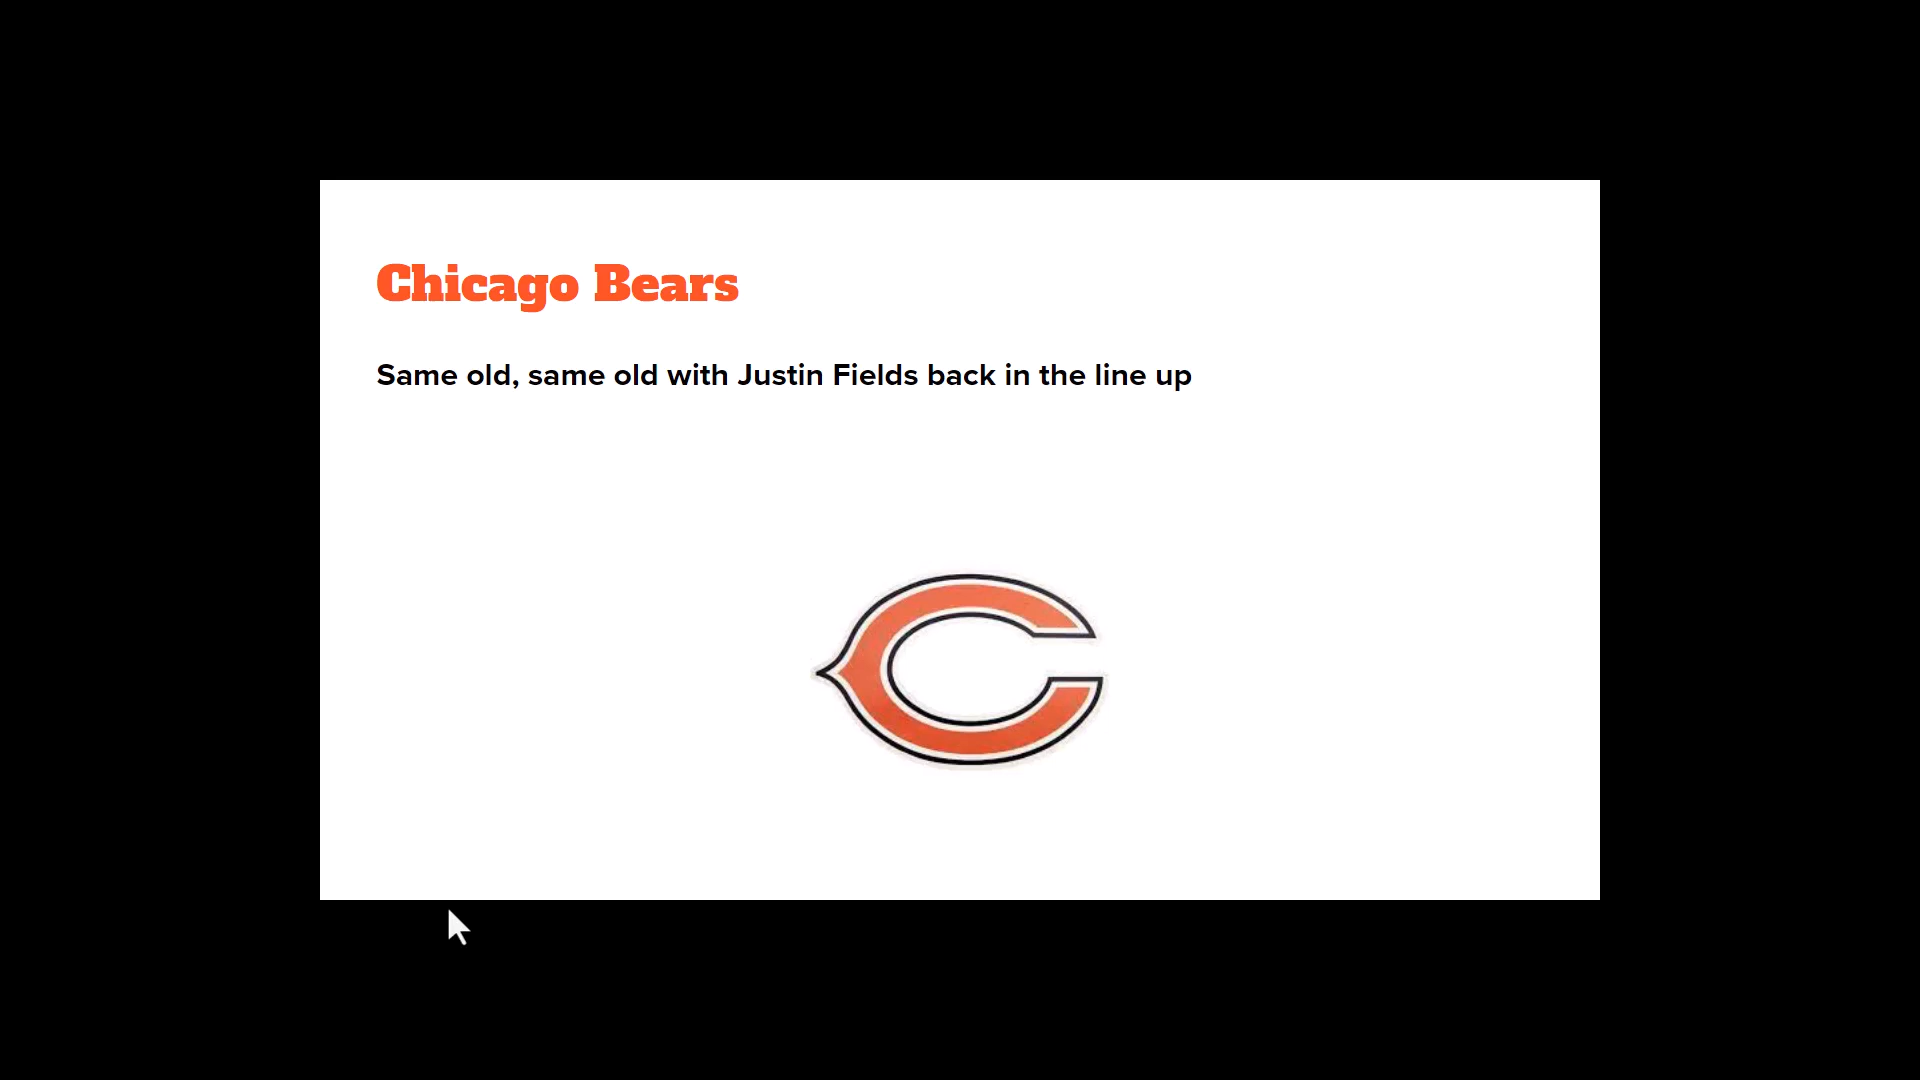 Chicago Bears
Same old, same old with Justin Fields back in the line up